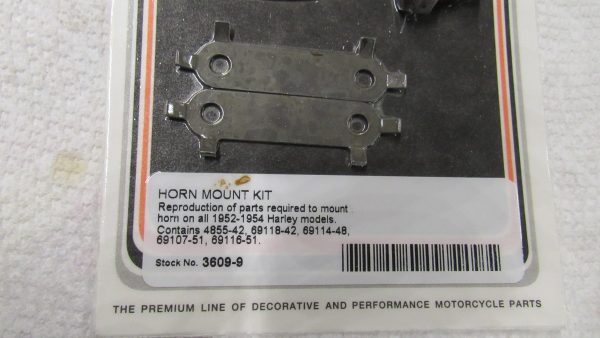 HORN MOUNT KIT
Reproduction of parts required to mount
horn on all 1952-1954 Harley models.
Contains 4855-42, 69118-42, 69114-48,
69107-51, 69116-51.
Stock No. 3609-9
THE PREMIUM LINE OF DECORATIVE AND PERFORMANCE MOTORCYCLE PARTS